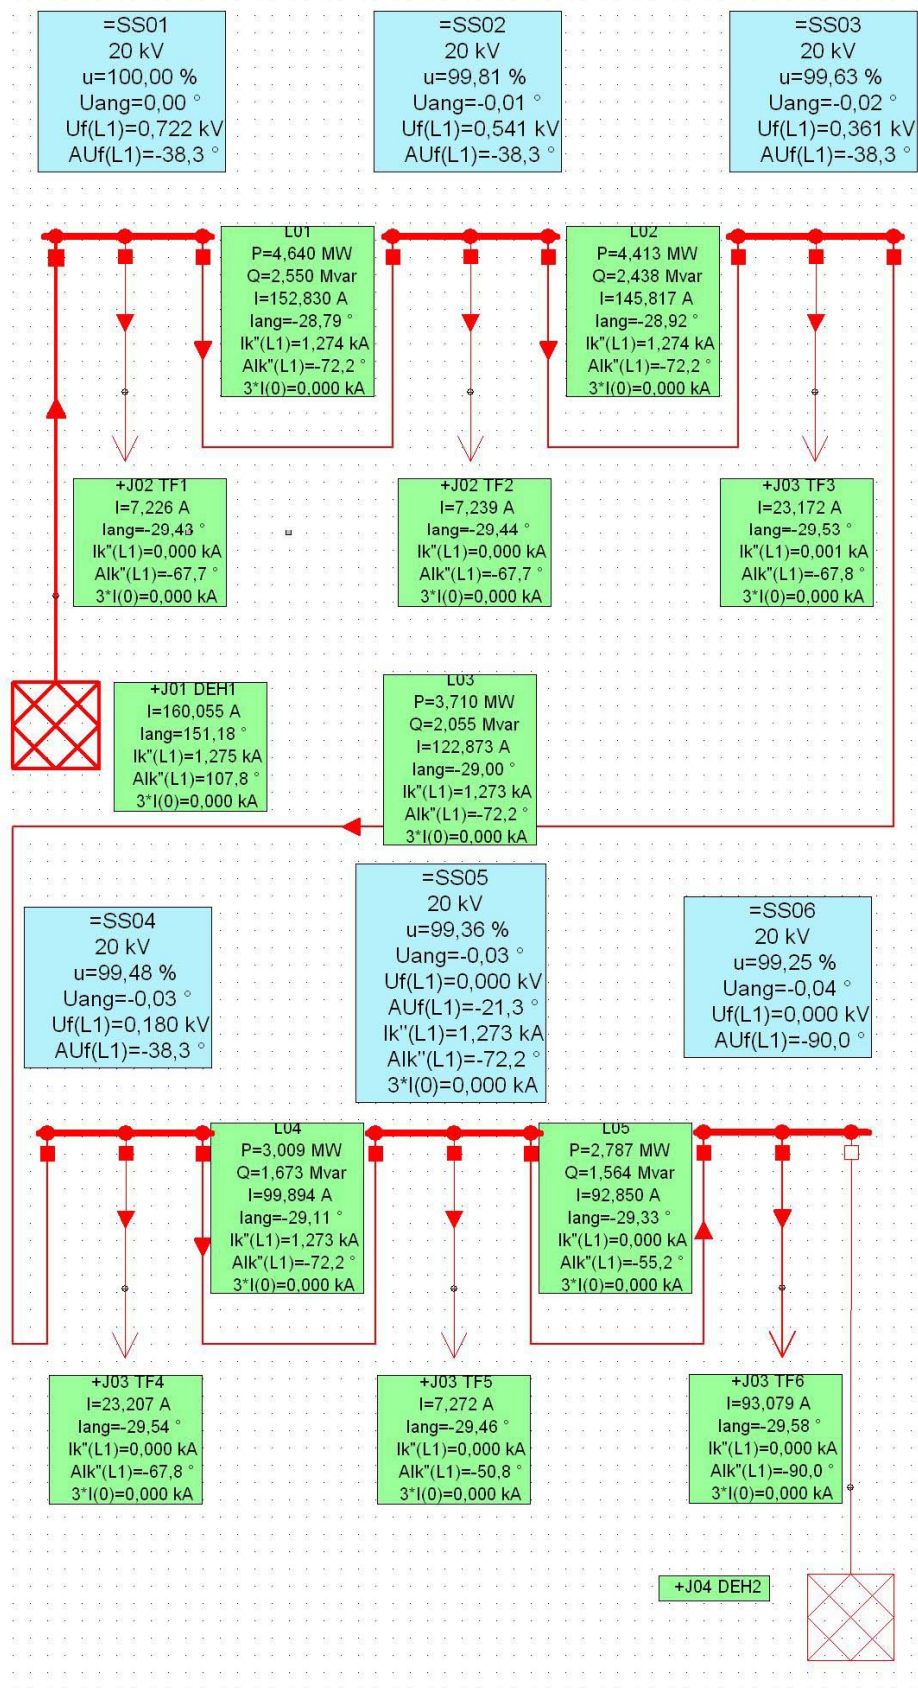 =SS01
20 kV
u=100,00 %
Uang=0,00 °
Uf(L1)=0,722 kV
AUf(L1)=-38,3 °
=SS02
20 kV
u=99,81 %
Uang=-0,01 °
Uf(L1)=0,541 kV
AUf(L1)=-38,3 °
=SS03
20 kV
u=99,63 %
Uang=-0,02 °
Uf(L1)=0,361 kV
AUf(L1)=-38,3 °
L01
P=4,640 MW
Q=2,550 Mvar
I=152,830 A
Iang=-28,79 °
Ik"(L1)=1,274 kA
AIk"(L1)=-72,2 °
3*I(0)=0,000 kA
L02
P=4,413 MW
Q=2,438 Mvar
I=145,817 A
Iang=-28,92 °
Ik"(L1)=1,274 kA
AIk"(L1)=-72,2 °
3*I(0)=0,000 kA
+J02 TF1
I=7,226 A
Iang=-29,43 °
Ik"(L1)=0,000 kA
AIk"(L1)=-67,7 °
3*I(0)=0,000 kA
+J02 TF2
I=7,239 A
Iang=-29,44 °
Ik"(L1)=0,000 kA
AIk"(L1)=-67,7 °
3*I(0)=0,000 kA
+J03 TF3
I=23,172 A
Iang=-29,53 °
Ik"(L1)=0,001 kA
AIk"(L1)=-67,8 °
3*I(0)=0,000 kA
+J01 DEH1
I=160,055 A
Iang=151,18 °
Ik"(L1)=1,275 kA
AIk"(L1)=107,8 °
3*I(0)=0,000 kA
L03
P=3,710 MW
Q=2,055 Mvar
I=122,873 A
Iang=-29,00 °
Ik"(L1)=1,273 kA
AIk"(L1)=-72,2 °
3*I(0)=0,000 kA
=SS04
20 kV
u=99,48 %
Uang=-0,03 °
Uf(L1)=0,180 kV
AUf(L1)=-38,3 °
=SS05
20 kV
u=99,36 %
Uang=-0,03 °
Uf(L1)=0,000 kV
AUf(L1)=-21,3 °
Ik"(L1)=1,273 kA
AIk"(L1)=-72,2 °
3*I(0)=0,000 kA
=SS06
20 kV
u=99,25 %
Uang=-0,04 °
Uf(L1)=0,000 kV
AUf(L1)=-90,0 °
L04
P=3,009 MW
Q=1,673 Mvar
I=99,894 A
Iang=-29,11 °
Ik"(L1)=1,273 kA
AIk"(L1)=-72,2 °
3*I(0)=0,000 kA
L05
P=2,787 MW
Q=1,564 Mvar
I=92,850 A
Iang=-29,33 °
Ik"(L1)=0,000 kA
AIk"(L1)=-55,2 °
3*I(0)=0,000 kA
+J03 TF4
I=23,207 A
Iang=-29,54 °
Ik"(L1)=0,000 kA
AIk"(L1)=-67,8 °
3*I(0)=0,000 kA
+J03 TF5
I=7,272 A
Iang=-29,46 °
Ik"(L1)=0,000 kA
AIk"(L1)=-50,8 °
3*I(0)=0,000 kA
+J03 TF6
I=93,079 A
Iang=-29,58 °
Ik"(L1)=0,000 kA
AIk"(L1)=-90,0 °
3*I(0)=0,000 kA
+J04 DEH2